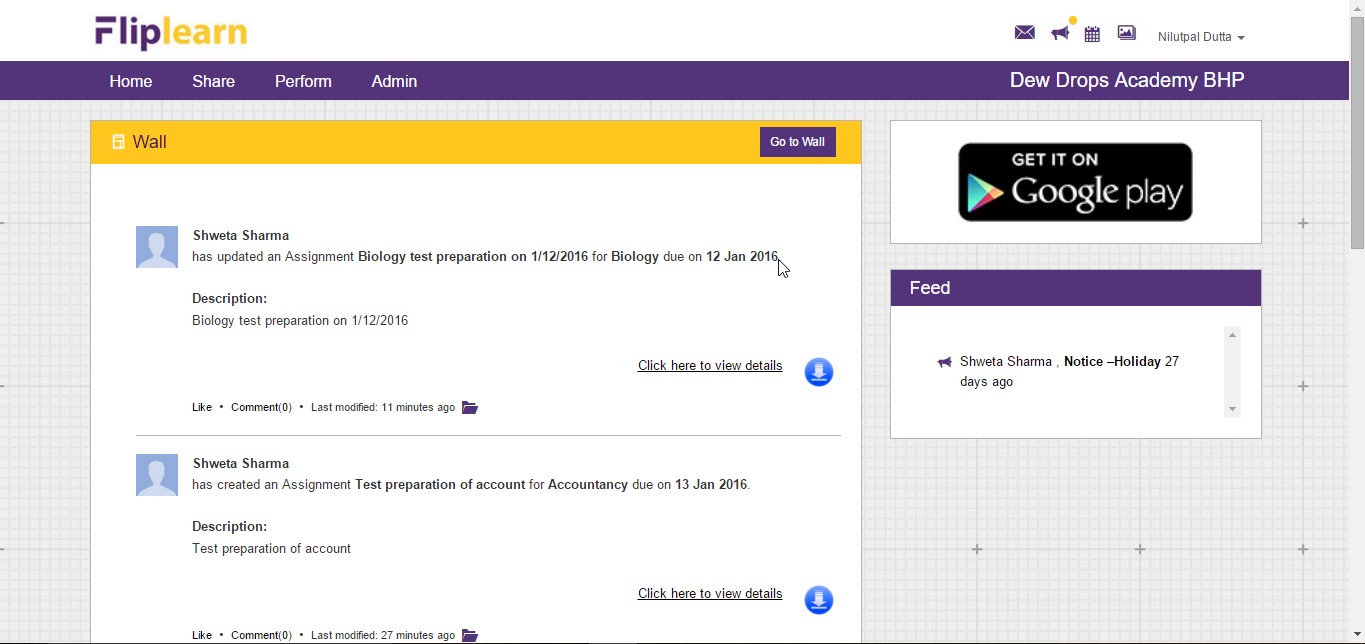 Fliplearn
Nilutpal Dutta
Home Share Perform Admin
Dew Drops Academy BHP
Wall
Go to Wall
Shweta Sharma
has updated an Assignment Biology test preparation on 1/12/2016 for Biology due on 12 Jan 2016.
Description:
Biology test preparation on 1/12/2016
Click here to view details
Like • Comment(0) • Last modified: 11 minutes ago
Shweta Sharma
has created an Assignment Test preparation of account for Accountancy due on 13 Jan 2016.
Description:
Test preparation of account
Click here to view details
Like • Comment(0) • Last modified: 27 minutes ago
GET IT ON
Google play
Feed
Shweta Sharma , Notice –Holiday 27
days ago